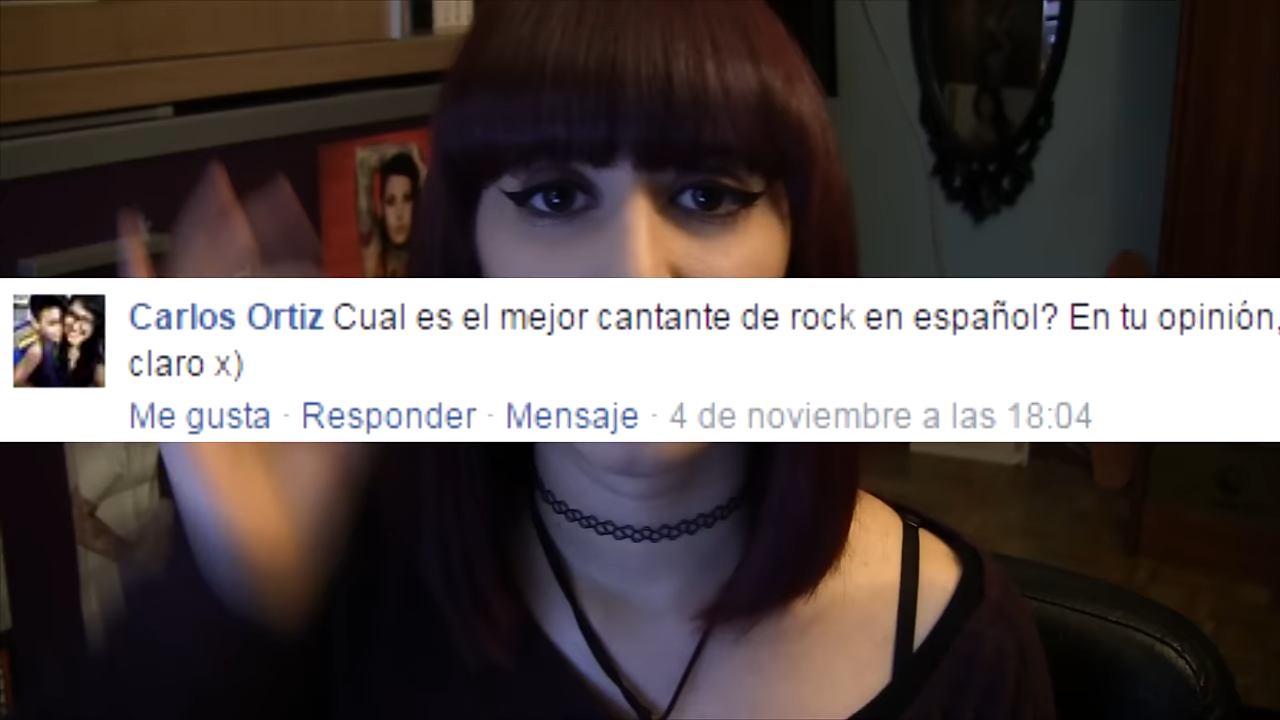 Carlos Ortiz Cual es el mejor cantante de rock en español? En tu opinión,
claro x)
Me gusta · Responder · Mensaje · 4 de noviembre a las 18:04